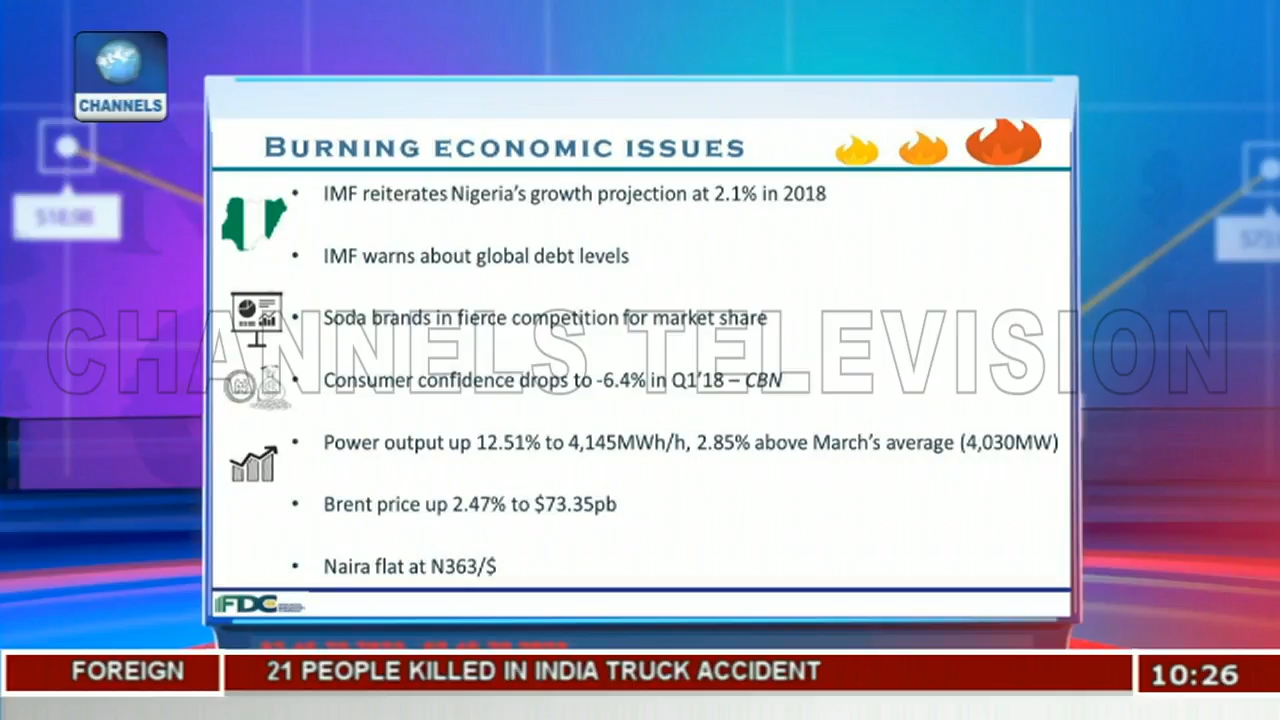 CHANNELS
BURNING ECONOMIC ISSUES
• IMF reiterates Nigeria's growth projection at 2.1% in 2018
• IMF warns about global debt levels
• Soda brands in fierce competition for market share
CHANNELS TELEVISION
• Consumer confidence drops to -6.4% in Q1'18 – CBN
• Power output up 12.51% to 4,145MWh/h, 2.85% above March's average (4,030MW)
• Brent price up 2.47% to $73.35pb
• Naira flat at N363/$
FDC
FOREIGN
21 PEOPLE KILLED IN INDIA TRUCK ACCIDENT
10:26